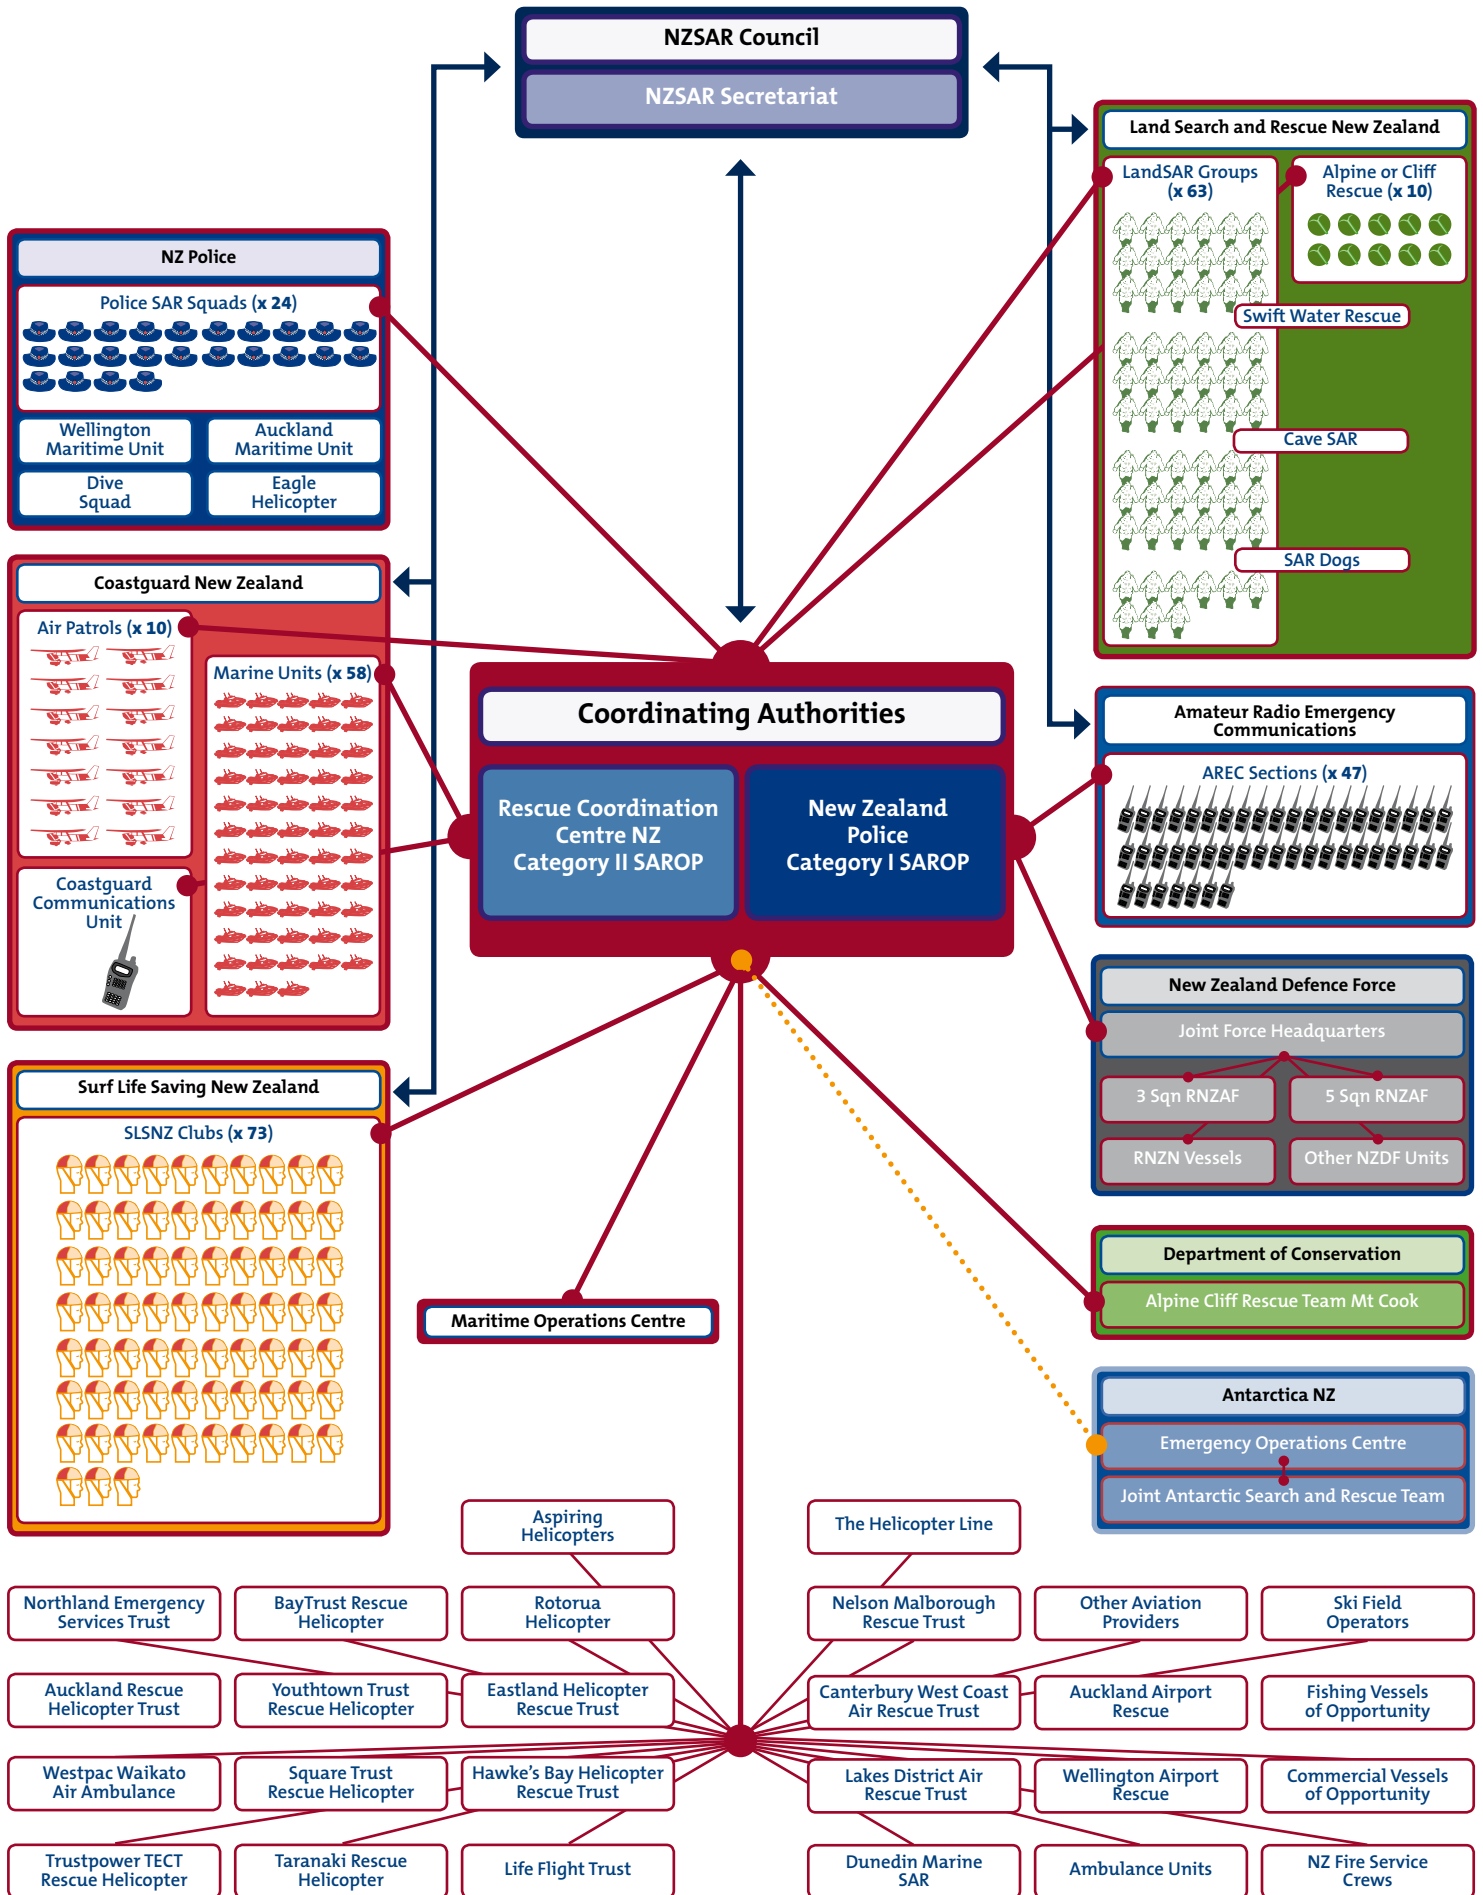 NZSAR Council
NZSAR Secretariat
NZ Police
Police SAR Squads (x 24)
Wellington
Maritime Unit
Auckland
Maritime Unit
Dive
Squad
Eagle
Helicopter
Coastguard New Zealand
Air Patrols (x 10)
Marine Units (x 58)
Coastguard
Communications
Unit
Surf Life Saving New Zealand
SLSNZ Clubs (x 73)
Coordinating Authorities
Rescue Coordination
Centre NZ
Category II SAROP
New Zealand
Police
Category I SAROP
Maritime Operations Centre
Land Search and Rescue New Zealand
LandSAR Groups
(x 63)
Alpine or Cliff
Rescue (x 10)
Swift Water Rescue
Cave SAR
SAR Dogs
Amateur Radio Emergency
Communications
AREC Sections (x 47)
New Zealand Defence Force
Joint Force Headquarters
3 Sqn RNZAF
5 Sqn RNZAF
RNZN Vessels
Other NZDF Units
Department of Conservation
Alpine Cliff Rescue Team Mt Cook
Antarctica NZ
Emergency Operations Centre
Joint Antarctic Search and Rescue Team
Aspiring
Helicopters
The Helicopter Line
Northland Emergency
Services Trust
BayTrust Rescue
Helicopter
Rotorua
Helicopter
Nelson Malborough
Rescue Trust
Other Aviation
Providers
Ski Field
Operators
Auckland Rescue
Helicopter Trust
Youthtown Trust
Rescue Helicopter
Eastland Helicopter
Rescue Trust
Canterbury West Coast
Air Rescue Trust
Auckland Airport
Rescue
Fishing Vessels
of Opportunity
Westpac Waikato
Air Ambulance
Square Trust
Rescue Helicopter
Hawke's Bay Helicopter
Rescue Trust
Lakes District Air
Rescue Trust
Wellington Airport
Rescue
Commercial Vessels
of Opportunity
Trustpower TECT
Rescue Helicopter
Taranaki Rescue
Helicopter
Life Flight Trust
Dunedin Marine
SAR
Ambulance Units
NZ Fire Service
Crews